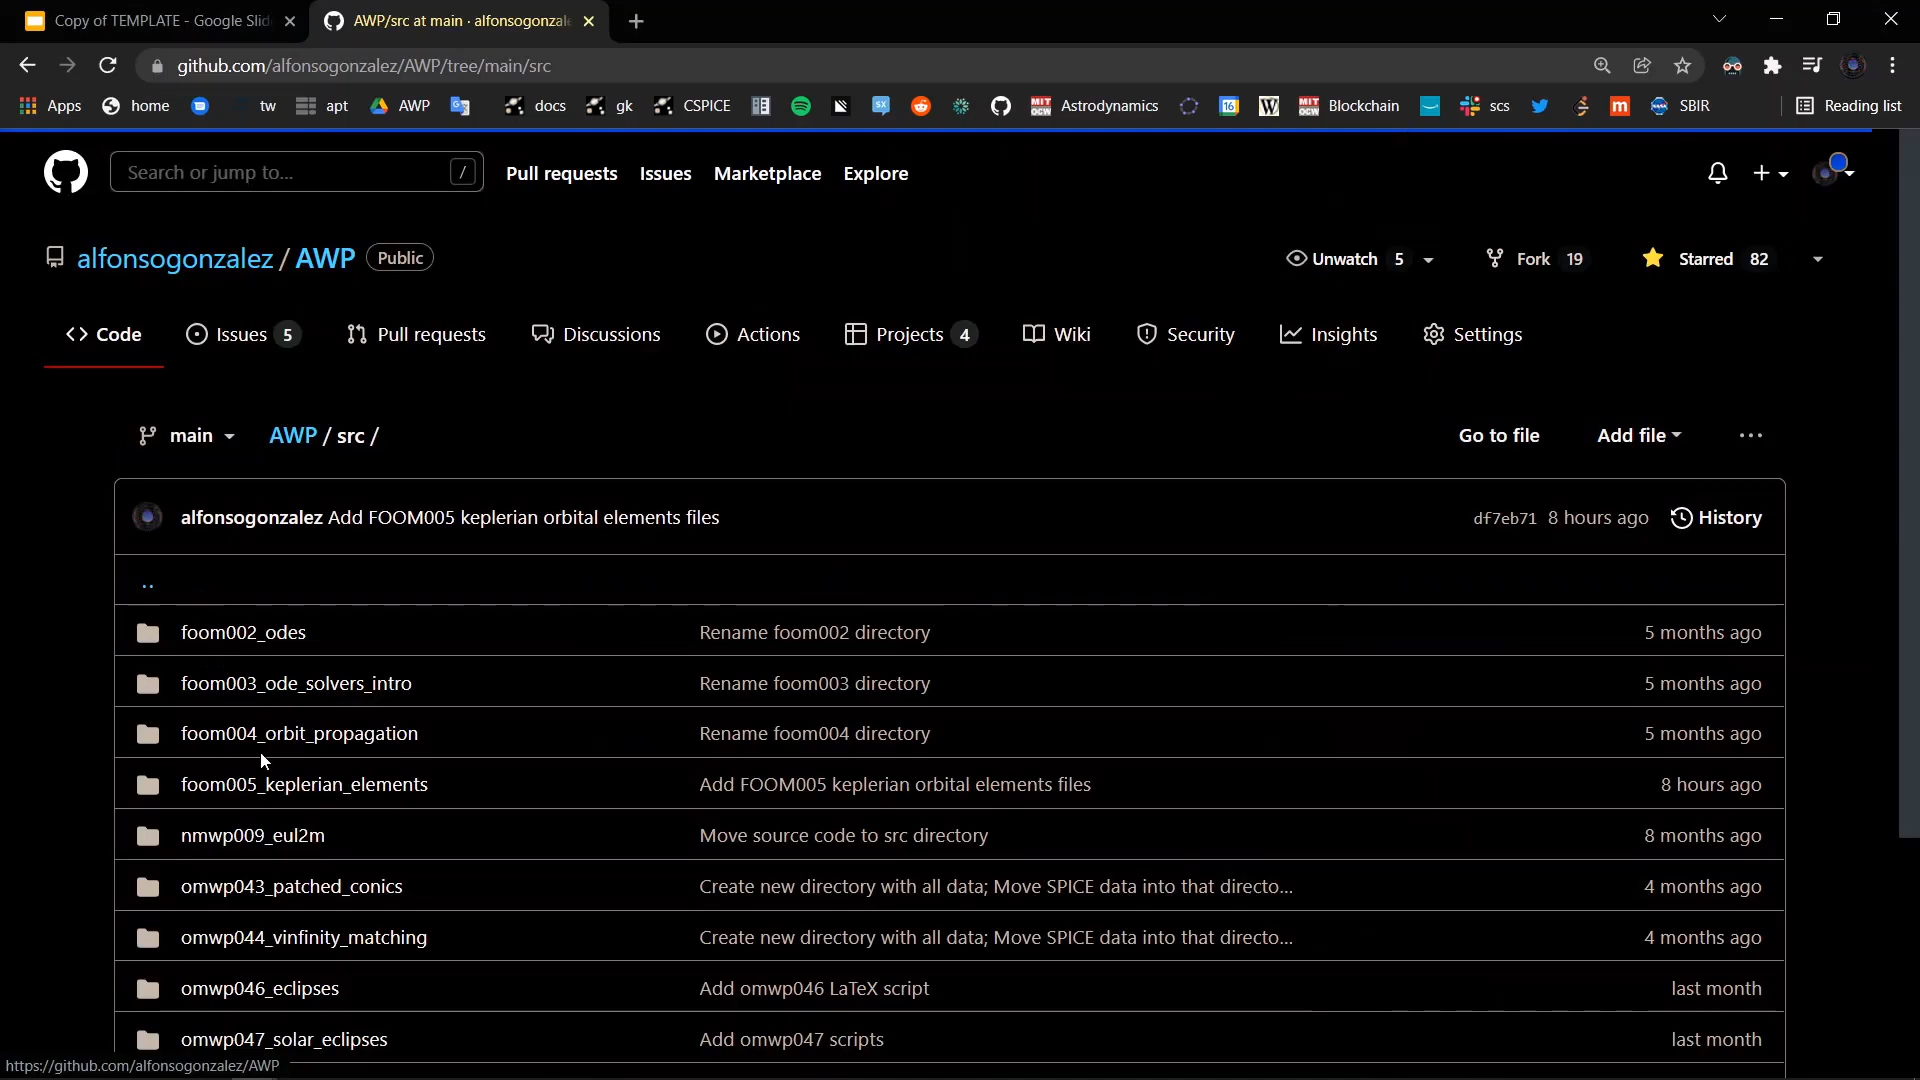 Copy of TEMPLATE - Google Slid
AWP/src at main · alfonsogonzal
github.com/alfonsogonzalez/AWP/tree/main/src
Apps home tw apt AWP docs gk CSPICE MIT OCW Astrodynamics 16 W MIT OCW Blockchain scs m SBIR Reading list
Search or jump to... / Pull requests Issues Marketplace Explore
alfonsogonzalez / AWP Public Unwatch 5 Fork 19 Starred 82
Code Issues 5 Pull requests Discussions Actions Projects 4 Wiki Security Insights Settings
main AWP / src / Go to file Add file ...
alfonsogonzalez Add FOOM005 keplerian orbital elements files df7eb71 8 hours ago History
..
foom002_odes Rename foom002 directory 5 months ago
foom003_ode_solvers_intro Rename foom003 directory 5 months ago
foom004_orbit_propagation Rename foom004 directory 5 months ago
foom005_keplerian_elements Add FOOM005 keplerian orbital elements files 8 hours ago
nmwp009_eul2m Move source code to src directory 8 months ago
omwp043_patched_conics Create new directory with all data; Move SPICE data into that directo... 4 months ago
omwp044_vinfinity_matching Create new directory with all data; Move SPICE data into that directo... 4 months ago
omwp046_eclipses Add omwp046 LaTeX script last month
omwp047_solar_eclipses Add omwp047 scripts last month
https://github.com/alfonsogonzalez/AWP